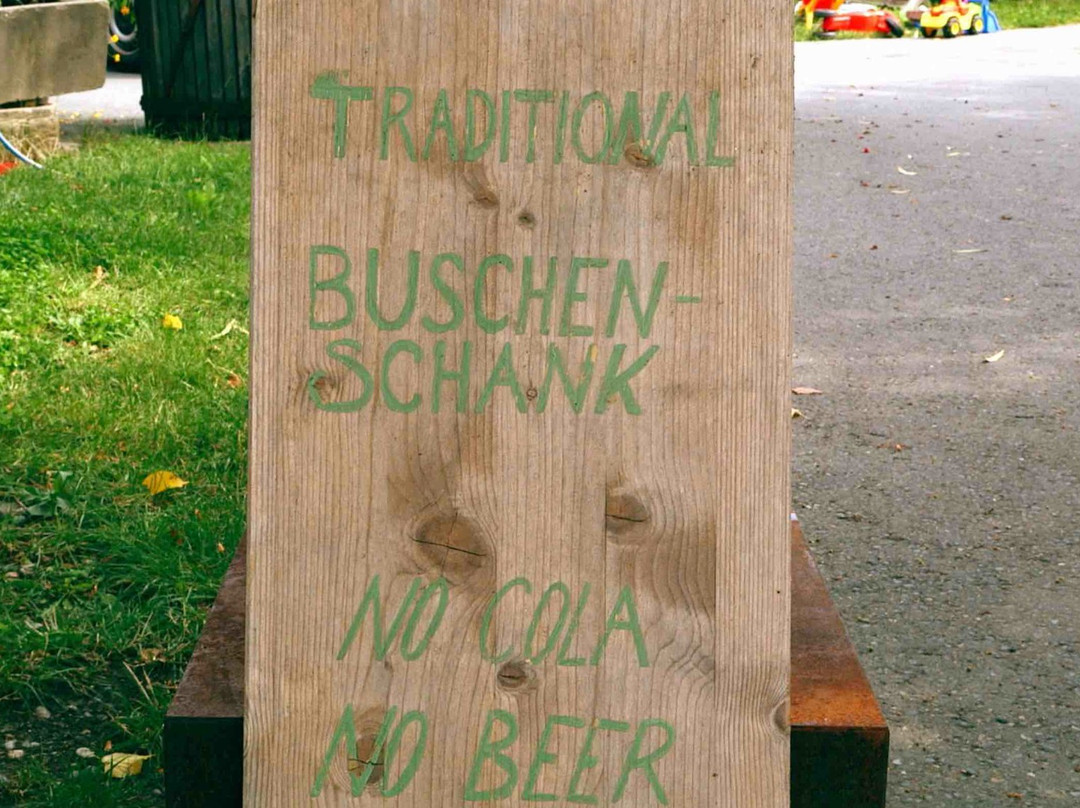 TRADITIONAL
BUSCHEN-
SCHANK
NO COLA
NO BEER